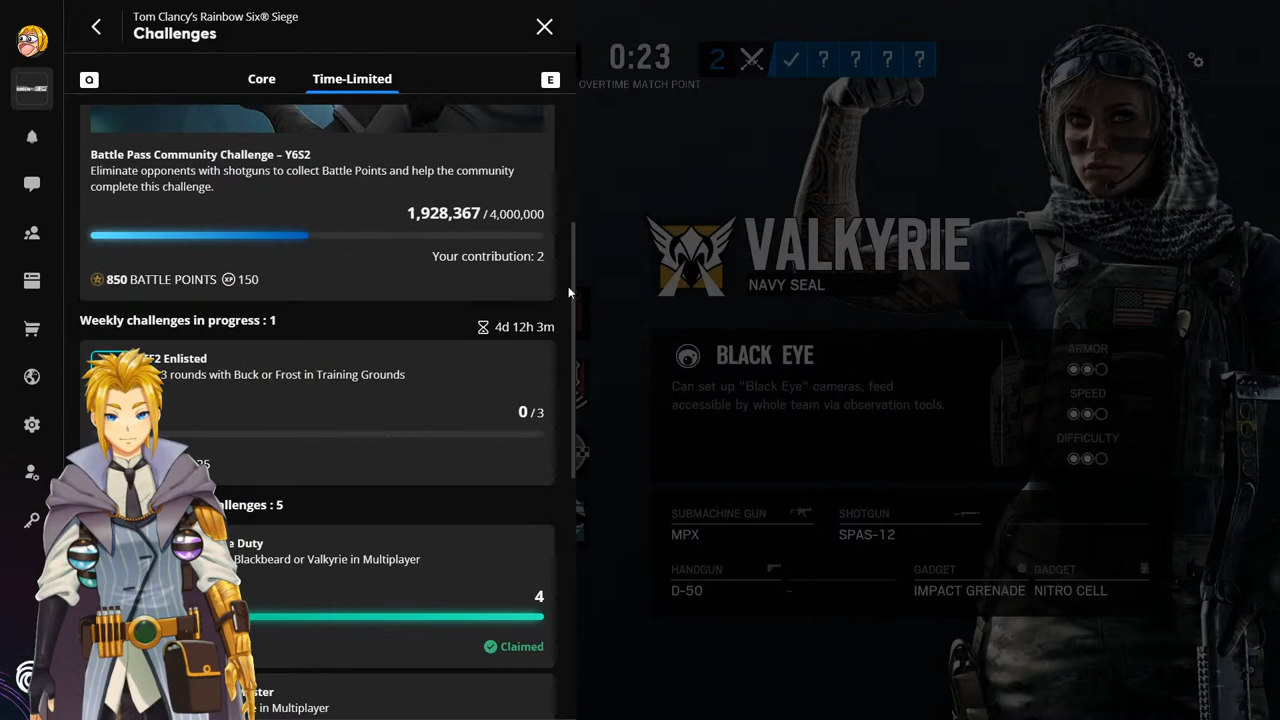 Tom Clancy's Rainbow Six® Siege
Challenges
Q
Core
Time-Limited
E
Battle Pass Community Challenge – Y6S2
Eliminate opponents with shotguns to collect Battle Points and help the community
complete this challenge.
1,928,367 / 4,000,000
Your contribution: 2
850 BATTLE POINTS XP 150
Weekly challenges in progress : 1
4d 12h 3m
Enlisted
3 rounds with Buck or Frost in Training Grounds
0 / 3
: 5
Duty
Blackbeard or Valkyrie in Multiplayer
4
Claimed
in Multiplayer
0:23
OVERTIME MATCH POINT
2
? ? ? ?
VALKYRIE
NAVY SEAL
BLACK EYE
Can set up "Black Eye" cameras, feed
accessible by whole team via observation tools.
ARMOR
SPEED
DIFFICULTY
SUBMACHINE GUN
MPX
SHOTGUN
SPAS-12
-
HANDGUN
D-50
-
GADGET
IMPACT GRENADE
GADGET
NITRO CELL